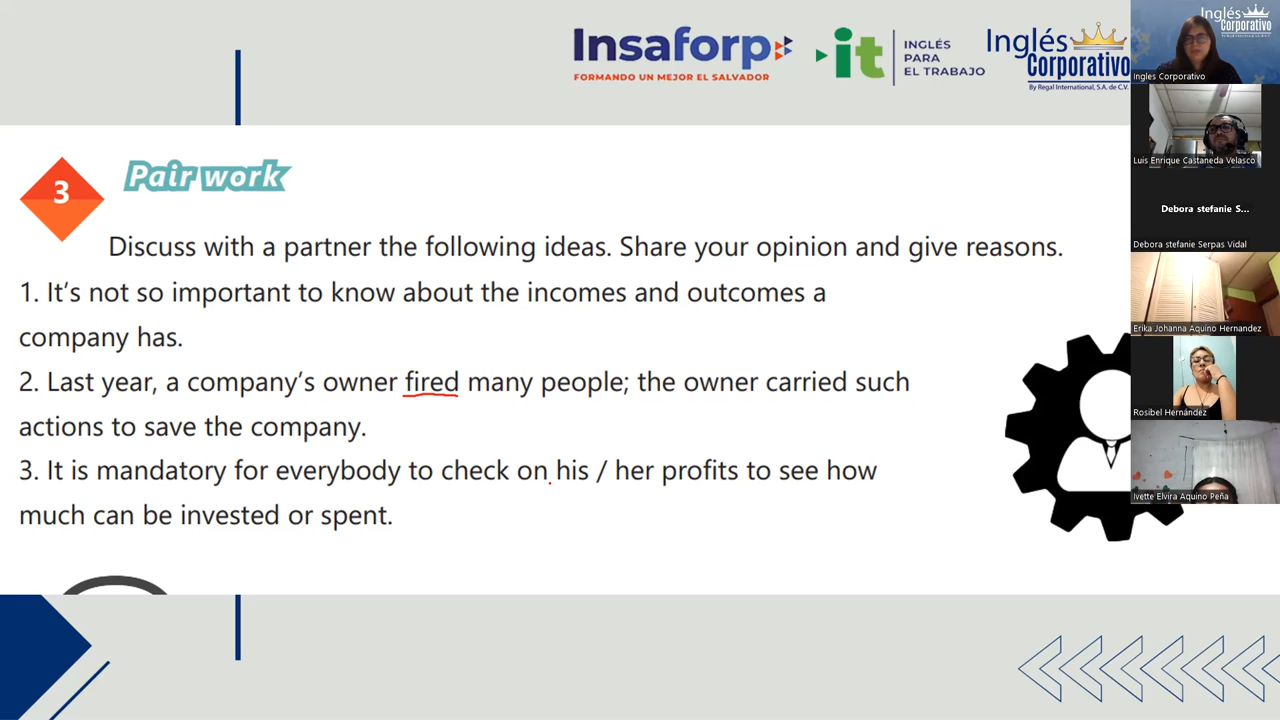 Insaforp
FORMANDO UN MEJOR EL SALVADOR
it
INGLÉS
PARA
EL TRABAJO
Inglés
Corporativo
By Regal International, S.A. de C.V.
Inglés
Corporativo
Ingles Corporativo
Luis Enrique Castaneda Velasco
Debora stefanie S...
Debora stefanie Serpas Vidal
Erika Johanna Aquino Hernandez
Rosibel Hernández
Ivette Elvira Aquino Peña
3
Pair work
Discuss with a partner the following ideas. Share your opinion and give reasons.
1. It's not so important to know about the incomes and outcomes a
company has.
2. Last year, a company's owner fired many people; the owner carried such
actions to save the company.
3. It is mandatory for everybody to check on his / her profits to see how
much can be invested or spent.